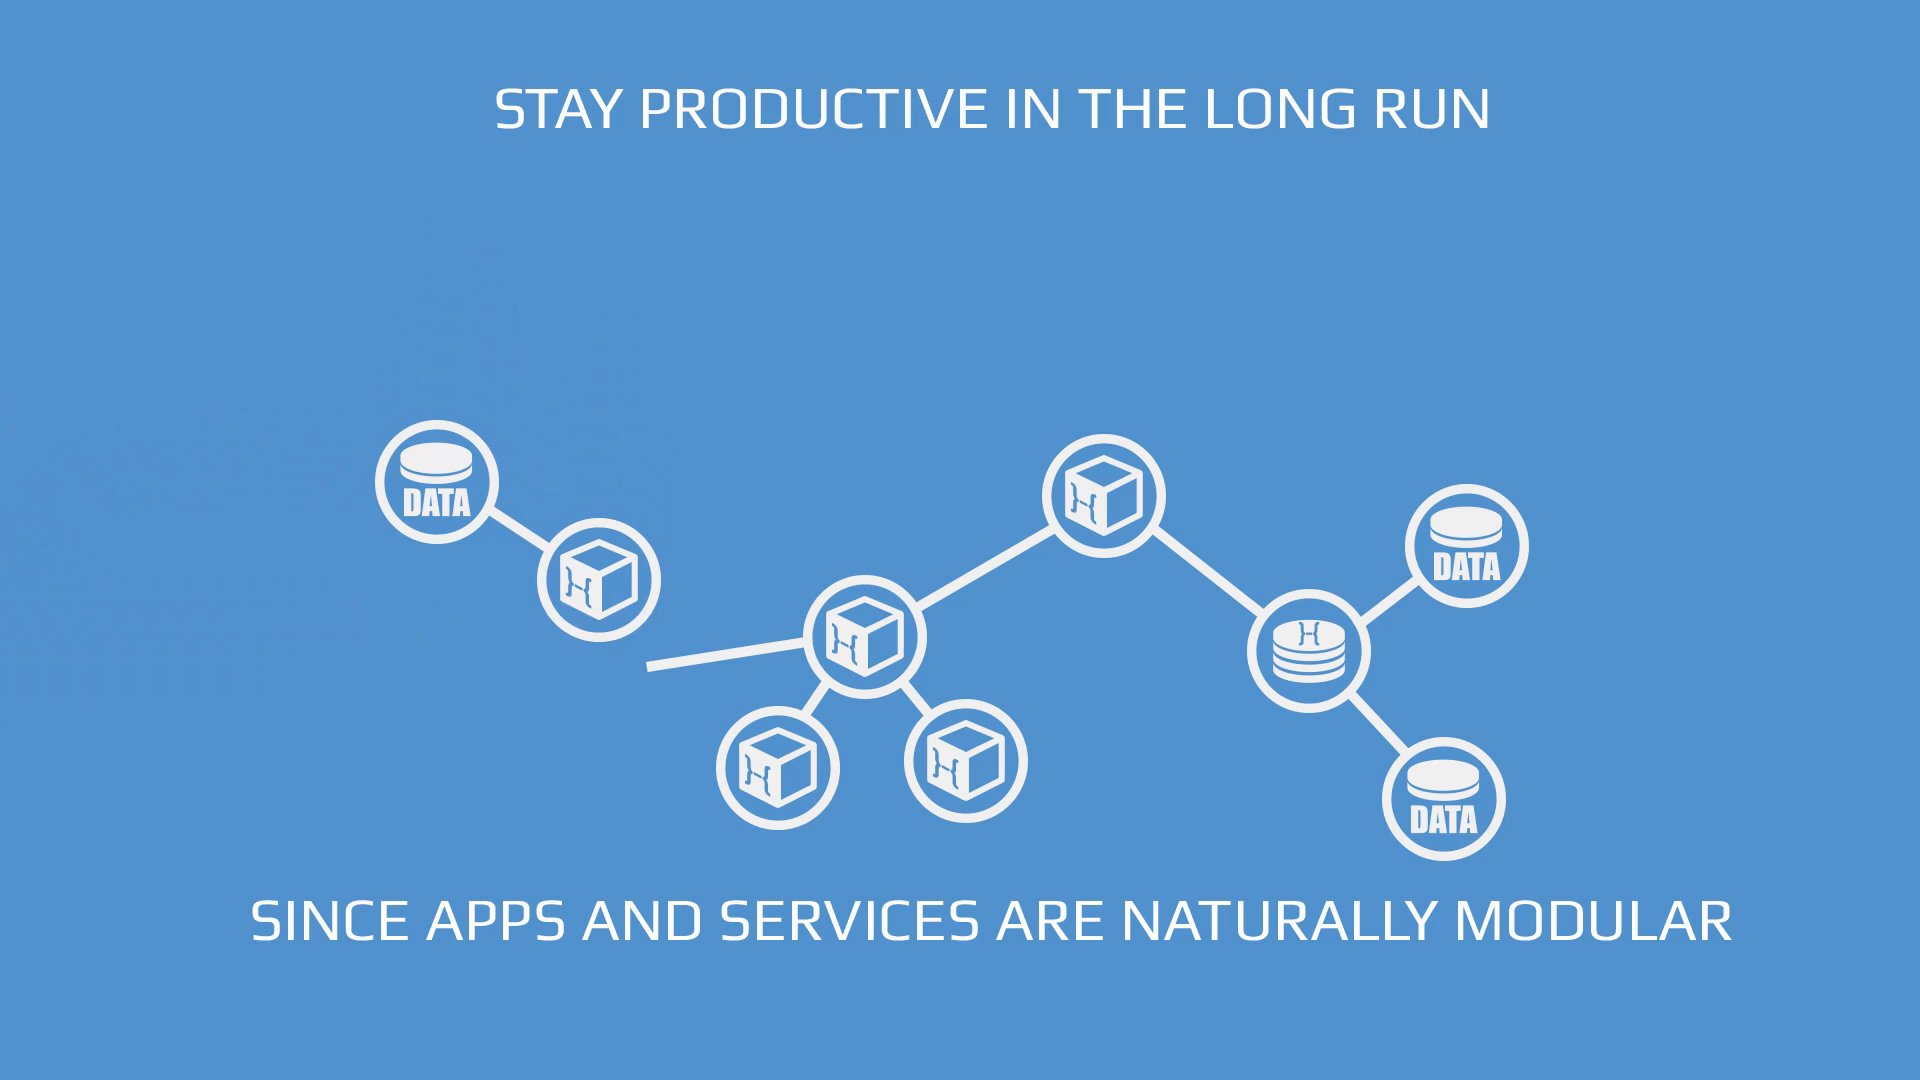 STAY PRODUCTIVE IN THE LONG RUN
DATA
DATA
DATA
SINCE APPS AND SERVICES ARE NATURALLY MODULAR